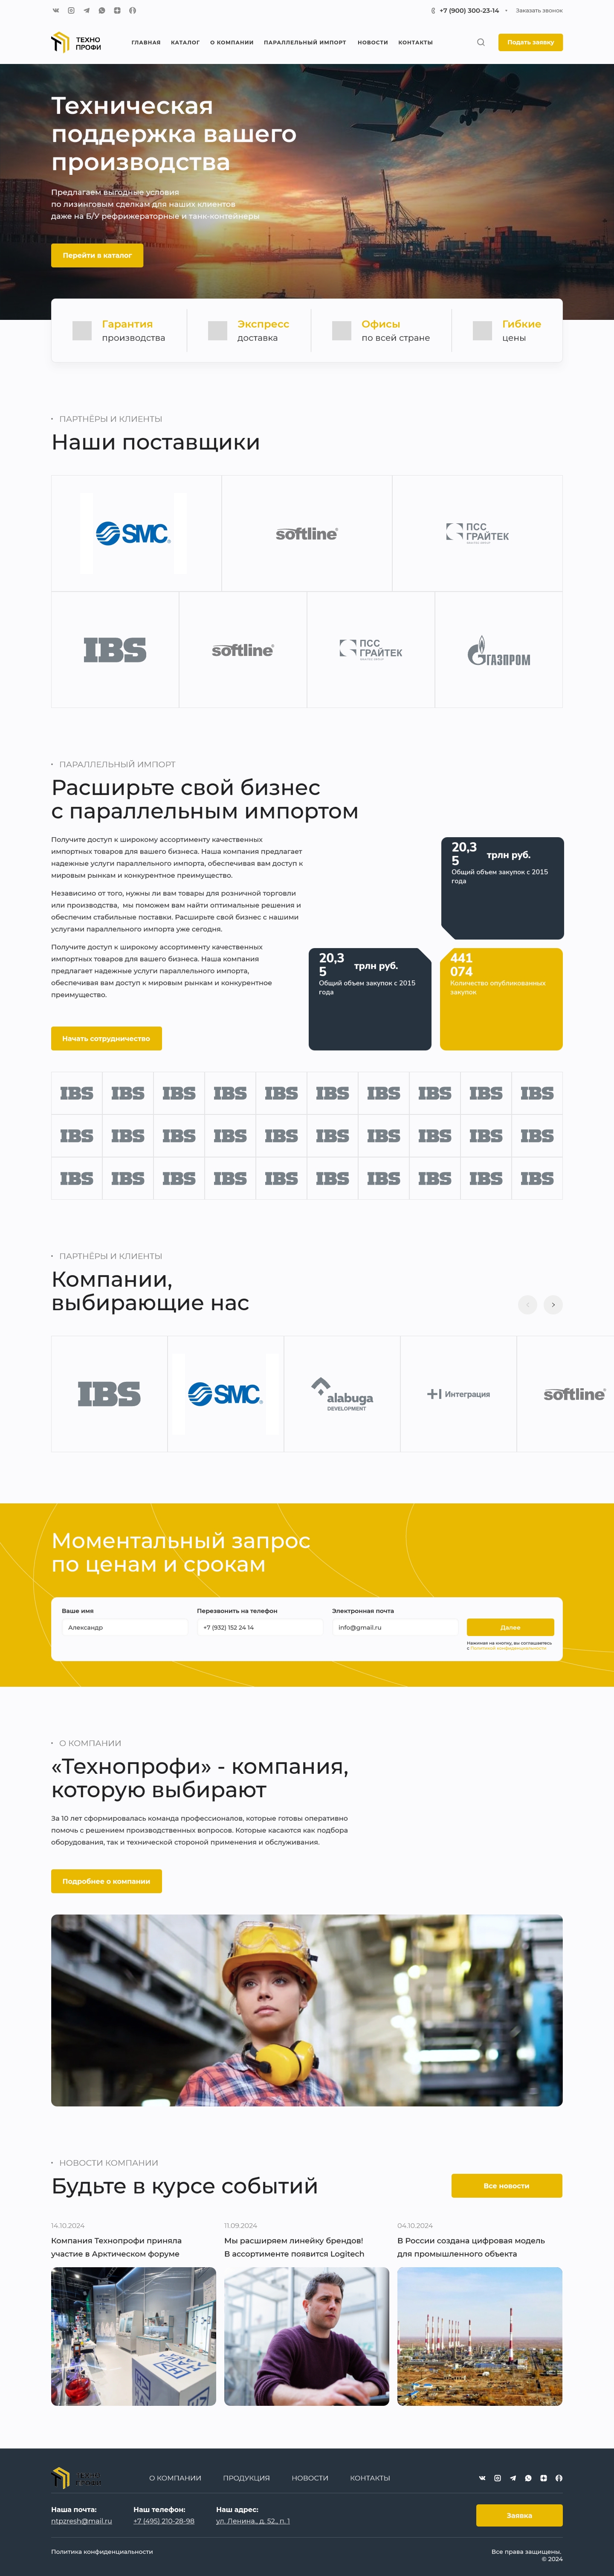 +7 (900) 300-23-14
Заказать звонок
ТЕХНО
ПРОФИ
ГЛАВНАЯ
КАТАЛОГ
О КОМПАНИИ
ПАРАЛЛЕЛЬНЫЙ ИМПОРТ
НОВОСТИ
КОНТАКТЫ
Подать заявку
Техническая
поддержка вашего
производства
Предлагаем выгодные условия
по лизинговым сделкам для наших клиентов
даже на Б/У рефрижераторные и танк-контейнеры
Перейти в каталог
Гарантия
производства
Экспресс
доставка
Офисы
по всей стране
Гибкие
цены
ПАРТНЁРЫ И КЛИЕНТЫ
Наши поставщики
SMC
softline
ПСС
ГРАЙТЕК
IBS
softline
ПСС
ГРАЙТЕК
ГАЗПРОМ
ПАРАЛЛЕЛЬНЫЙ ИМПОРТ
Расширьте свой бизнес
с параллельным импортом
Получите доступ к широкому ассортименту качественных
импортных товаров для вашего бизнеса. Наша компания предлагает
надежные услуги параллельного импорта, обеспечивая вам доступ к
мировым рынкам и конкурентное преимущество.
Независимо от того, нужны ли вам товары для розничной торговли
или производства, мы поможем вам найти оптимальные решения и
обеспечим стабильные поставки. Расширьте свой бизнес с нашими
услугами параллельного импорта уже сегодня.
Получите доступ к широкому ассортименту качественных
импортных товаров для вашего бизнеса. Наша компания
предлагает надежные услуги параллельного импорта,
обеспечивая вам доступ к мировым рынкам и конкурентное
преимущество.
Начать сотрудничество
20,3
5
трлн руб.
Общий объем закупок с 2015
года
20,3
5
трлн руб.
Общий объем закупок с 2015
года
441
074
Количество опубликованных
закупок
IBS IBS IBS IBS IBS IBS IBS IBS IBS IBS
IBS IBS IBS IBS IBS IBS IBS IBS IBS IBS
IBS IBS IBS IBS IBS IBS IBS IBS IBS IBS
ПАРТНЁРЫ И КЛИЕНТЫ
Компании,
выбирающие нас
IBS
SMC
alabuga
DEVELOPMENT
Интеграция
softline
Моментальный запрос
по ценам и срокам
Ваше имя
Александр
Перезвонить на телефон
+7 (932) 152 24 14
Электронная почта
info@gmail.ru
Далее
Нажимая на кнопку, вы соглашаетесь
с Политикой конфиденциальности
О КОМПАНИИ
«Технопрофи» - компания,
которую выбирают
За 10 лет сформировалась команда профессионалов, которые готовы оперативно
помочь с решением производственных вопросов. Которые касаются как подбора
оборудования, так и технической стороной применения и обслуживания.
Подробнее о компании
НОВОСТИ КОМПАНИИ
Будьте в курсе событий
Все новости
14.10.2024
Компания Технопрофи приняла
участие в Арктическом форуме
11.09.2024
Мы расширяем линейку брендов!
В ассортименте появится Logitech
04.10.2024
В России создана цифровая модель
для промышленного объекта
ТЕХНО
ПРОФИ
О КОМПАНИИ
ПРОДУКЦИЯ
НОВОСТИ
КОНТАКТЫ
Наша почта:
ntpzresh@mail.ru
Наш телефон:
+7 (495) 210-28-98
Наш адрес:
ул. Ленина., д. 52., п. 1
Заявка
Политика конфиденциальности
Все права защищены.
© 2024